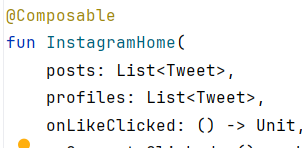 @Composable
fun InstagramHome(
    posts: List<Tweet>,
    profiles: List<Tweet>,
    onLikeClicked: () -> Unit,